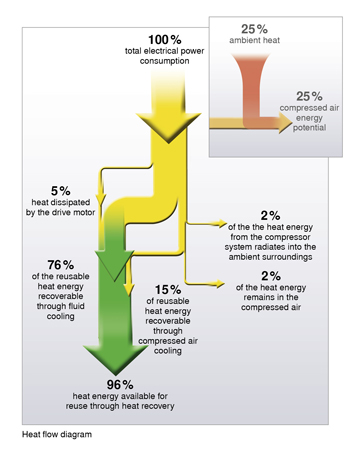 100%
total electrical power
consumption
25%
ambient heat
25%
compressed air
energy
potential
5%
heat dissipated
by the drive motor
2%
of the the heat energy
from the compressor
system radiates into the
ambient surroundings
76%
of the reusable
heat energy
recoverable
through fluid
cooling
15%
of reusable
heat energy
recoverable
through
compressed air
cooling
2%
of the heat energy
remains in the
compressed air
96%
heat energy available for
reuse through heat recovery
Heat flow diagram